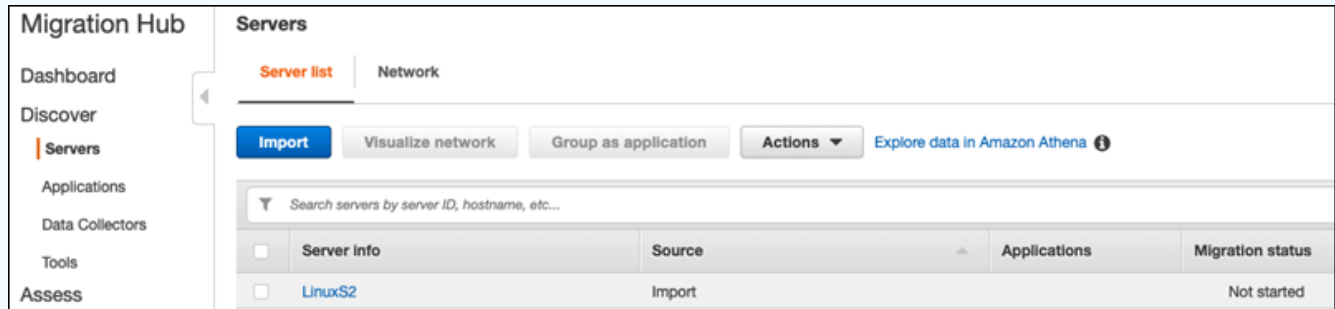 Migration Hub
Dashboard
Discover
Servers
Applications
Data Collectors
Tools
Assess
Servers
Server list Network
Import Visualize network Group as application Actions Explore data in Amazon Athena
Search servers by server ID, hostname, etc...
Server info Source Applications Migration status
LinuxS2 Import Not started